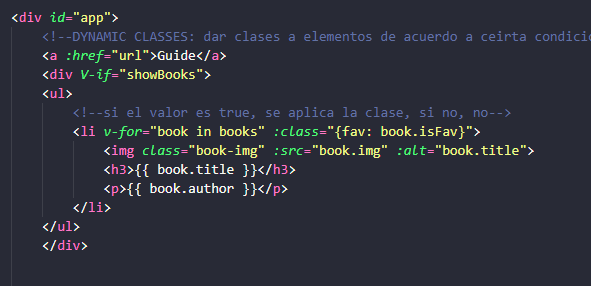 <div id="app">
<!--DYNAMIC CLASSES: dar clases a elementos de acuerdo a ceirta condicio
<a :href="url">Guide</a>
<div V-if="showBooks">
<ul>
<!--si el valor es true, se aplica la clase, si no, no-->
<li v-for="book in books" :class="{fav: book.isFav}">
<img class="book-img" :src="book.img" :alt="book.title">
<h3>{{ book.title }}</h3>
<p>{{ book.author }}</p>
</li>
</ul>
</div>